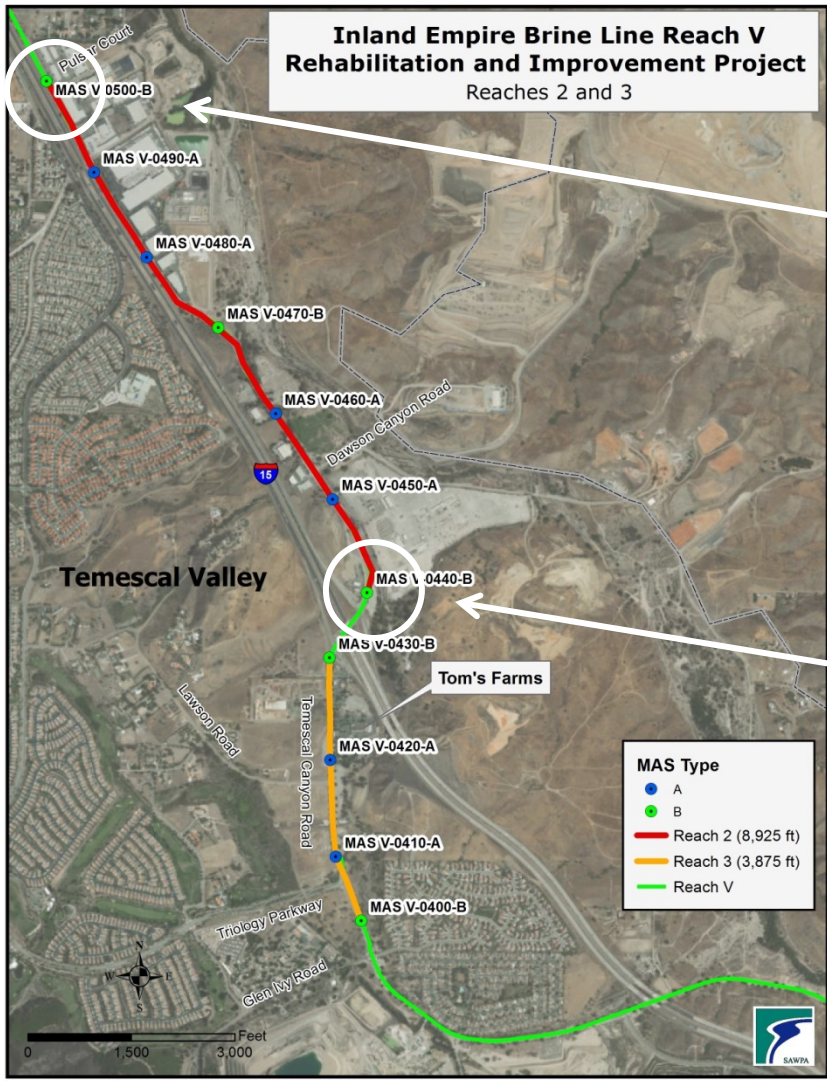 Inland Empire Brine Line Reach V
Rehabilitation and Improvement Project
Reaches 2 and 3
Pulsar Court
MAS V-0500-B
MAS V-0490-A
MAS V-0480-A
MAS V-0470-B
MAS V-0460-A
Dawson Canyon Road
15
MAS V-0450-A
Temescal Valley
MAS V-0440-B
MAS V-0430-B
Tom's Farms
Lawson Road
Temescal Canyon Road
MAS V-0420-A
MAS V-0410-A
MAS V-0400-B
Triology Parkway
Glen Ivy Road
N
W E
S
Feet
0 1,500 3,000
MAS Type
A
B
Reach 2 (8,925 ft)
Reach 3 (3,875 ft)
Reach V
SAWPA